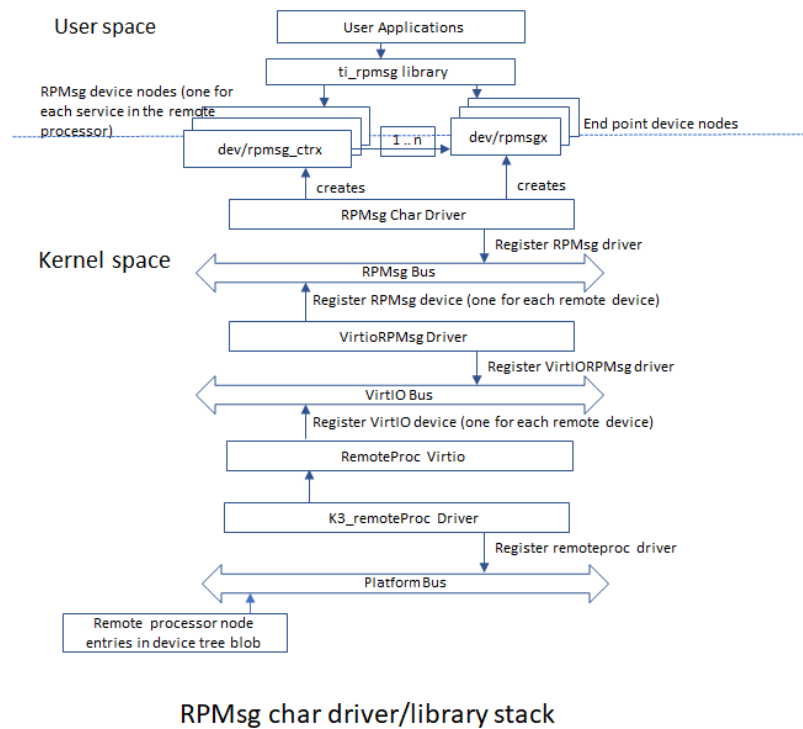 User space
User Applications
ti_rpmsg library
RPMsg device nodes (one for
each service in the remote
processor)
End point device nodes
dev/rpmsg_ctrx
1 .. n
dev/rpmsgx
creates
creates
RPMsg Char Driver
Register RPMsg driver
Kernel space
RPMsg Bus
Register RPMsg device (one for each remote device)
VirtioRPMsg Driver
Register VirtIORPMsg driver
VirtIO Bus
Register VirtIO device (one for each remote device)
RemoteProc Virtio
K3_remoteProc Driver
Register remoteproc driver
Platform Bus
Remote processor node
entries in device tree blob
RPMsg char driver/library stack